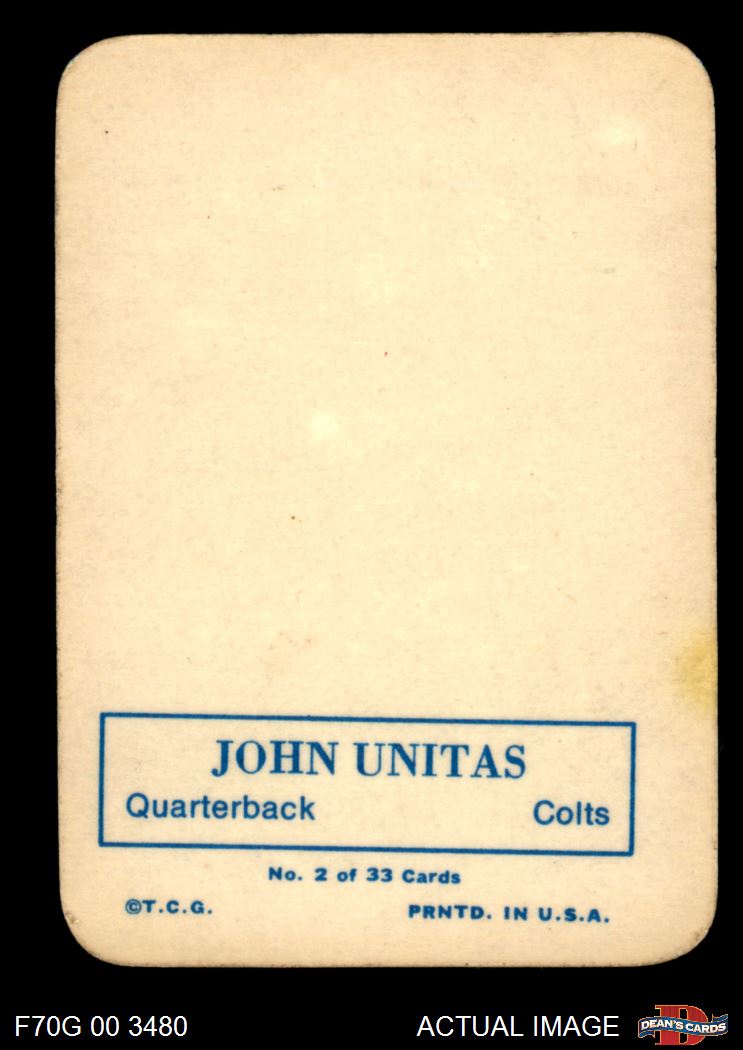 JOHN UNITAS
Quarterback Colts
No. 2 of 33 Cards
©T.C.G. PRNTD. IN U.S.A.
F70G 00 3480 ACTUAL IMAGE DEAN'S CARDS